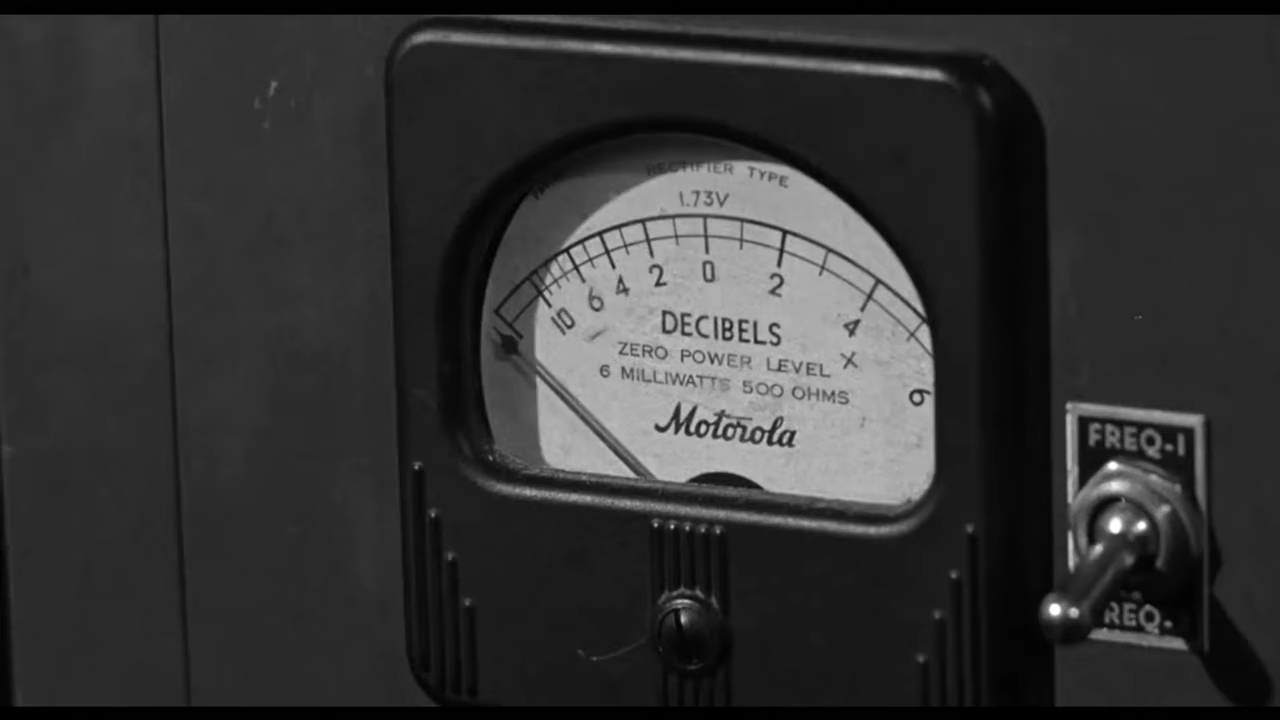 RECTIFIER TYPE
1.73V
10 6 4 2 0 2 4 6
DECIBELS
ZERO POWER LEVEL X
6 MILLIWATTS 500 OHMS
Motorola
FREQ-1
REQ-